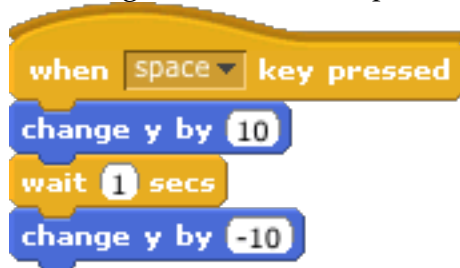 when space key pressed
change y by 10
wait 1 secs
change y by -10